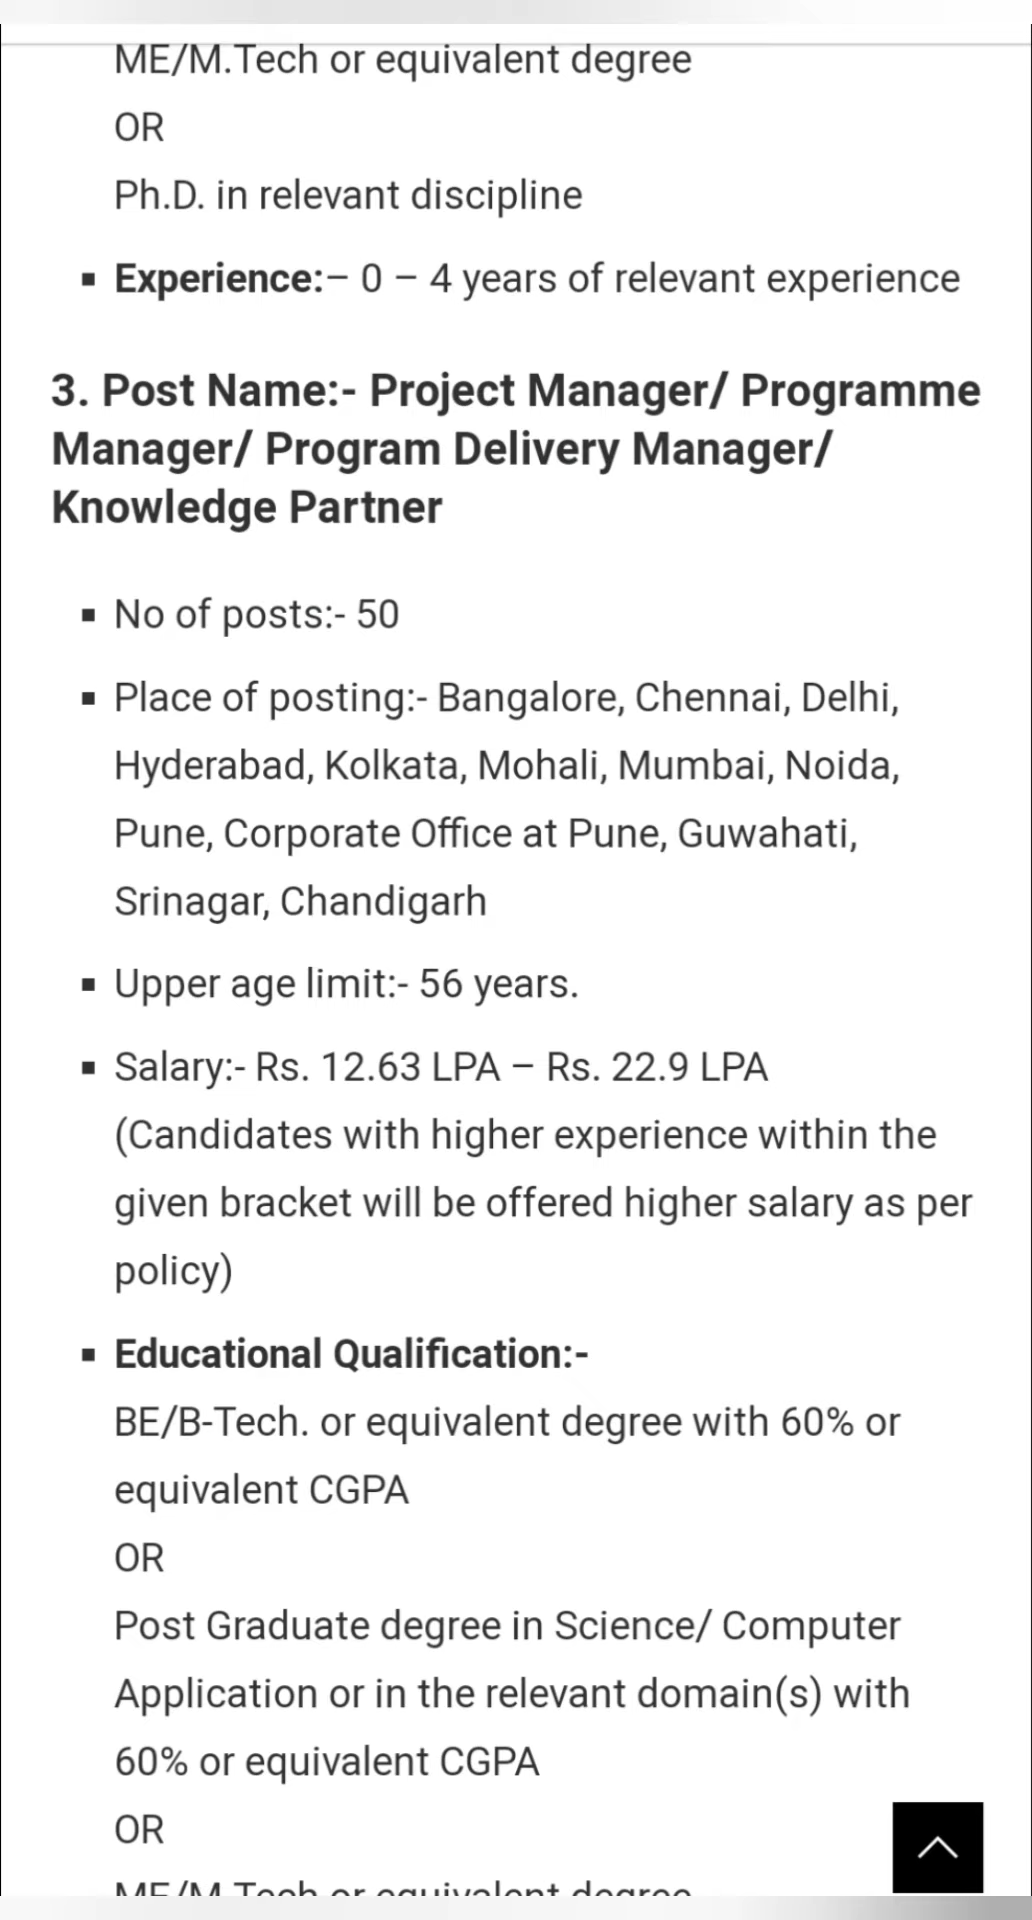 ME/M.Tech or equivalent degree
OR
Ph.D. in relevant discipline
▪ Experience:– 0 – 4 years of relevant experience
3. Post Name:- Project Manager/ Programme
Manager/ Program Delivery Manager/
Knowledge Partner
▪ No of posts:- 50
▪ Place of posting:- Bangalore, Chennai, Delhi,
Hyderabad, Kolkata, Mohali, Mumbai, Noida,
Pune, Corporate Office at Pune, Guwahati,
Srinagar, Chandigarh
▪ Upper age limit:- 56 years.
▪ Salary:- Rs. 12.63 LPA – Rs. 22.9 LPA
(Candidates with higher experience within the
given bracket will be offered higher salary as per
policy)
▪ Educational Qualification:-
BE/B-Tech. or equivalent degree with 60% or
equivalent CGPA
OR
Post Graduate degree in Science/ Computer
Application or in the relevant domain(s) with
60% or equivalent CGPA
OR
ME/M.Tech or equivalent degree